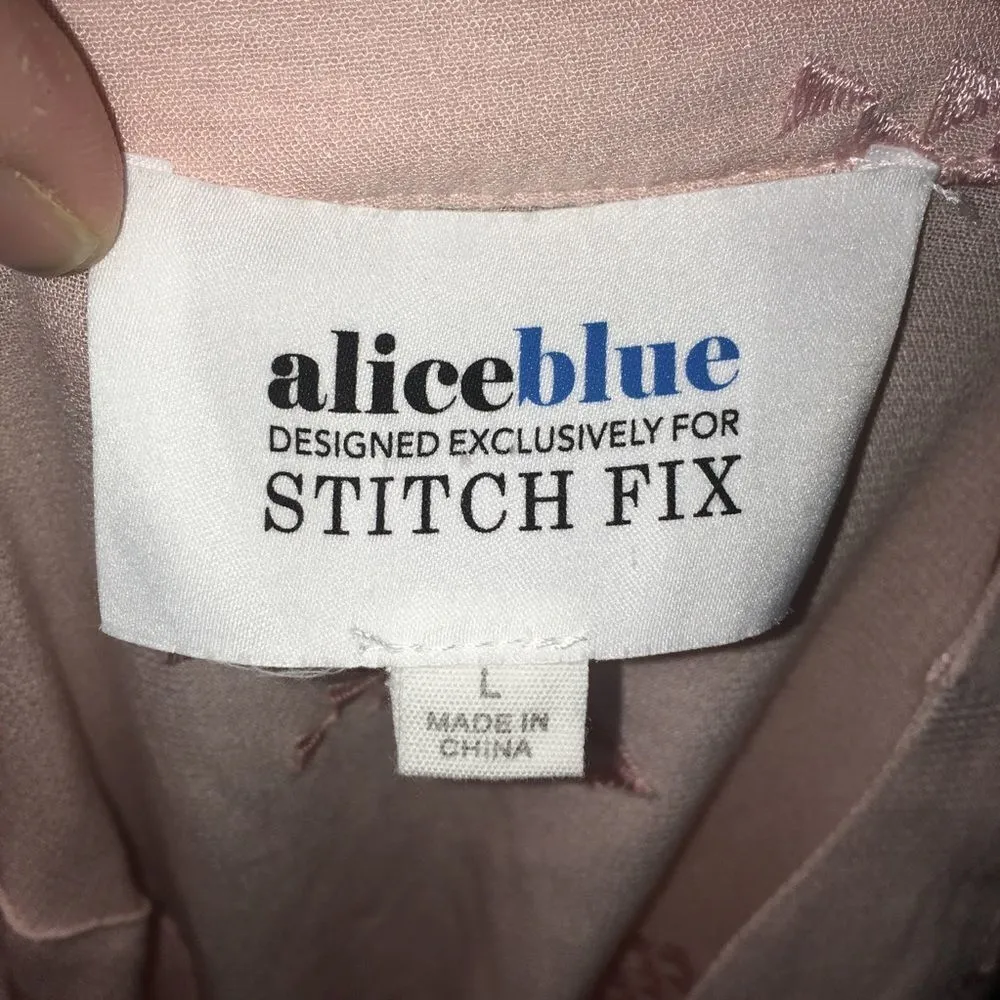 aliceblue
DESIGNED EXCLUSIVELY FOR
STITCH FIX
L
MADE IN
CHINA